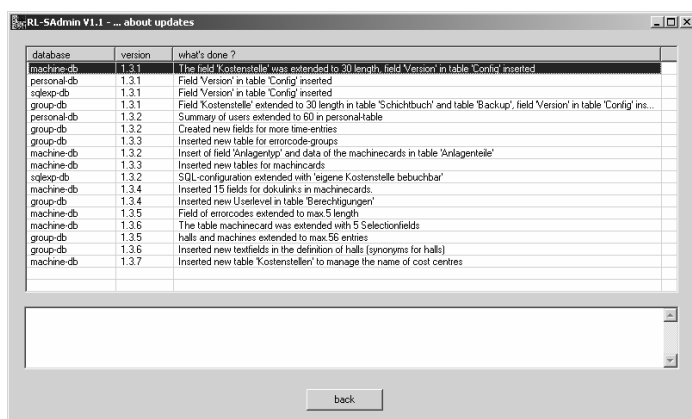 RL-SAdmin V1.1 - ... about updates
database version what's done ?
machine-db 1.3.1 The field 'Kostenstelle' was extended to 30 length, field 'Version' in table 'Config' inserted
personal-db 1.3.1 Field 'Version' in table 'Config' inserted
sqlexp-db 1.3.1 Field 'Version' in table 'Config' inserted
group-db 1.3.1 Field 'Kostenstelle' extended to 30 length in table 'Schichtbuch' and table 'Backup', field 'Version' in table 'Config' ins...
personal-db 1.3.2 Summary of users extended to 60 in personal-table
group-db 1.3.2 Created new fields for more time-entries
group-db 1.3.3 Inserted new table for errorcode-groups
machine-db 1.3.2 Insert of field 'Anlagentyp' and data of the machinecards in table 'Anlagenteile'
machine-db 1.3.3 Inserted new tables for machincards
sqlexp-db 1.3.2 SQL-configuration extended with 'eigene Kostenstelle bebuchbar'
machine-db 1.3.4 Inserted 15 fields for dokulinks in machinecards.
group-db 1.3.4 Inserted new Userlevel in table 'Berechtigungen'
machine-db 1.3.5 Field of errorcodes extended to max.5 length
machine-db 1.3.6 The table machinecard was extended with 5 Selectionfields
group-db 1.3.5 halls and machines extended to max.56 entries
group-db 1.3.6 Inserted new textfields in the definition of halls (synonyms for halls)
machine-db 1.3.7 Inserted new table 'Kostenstellen' to manage the name of cost centres
back